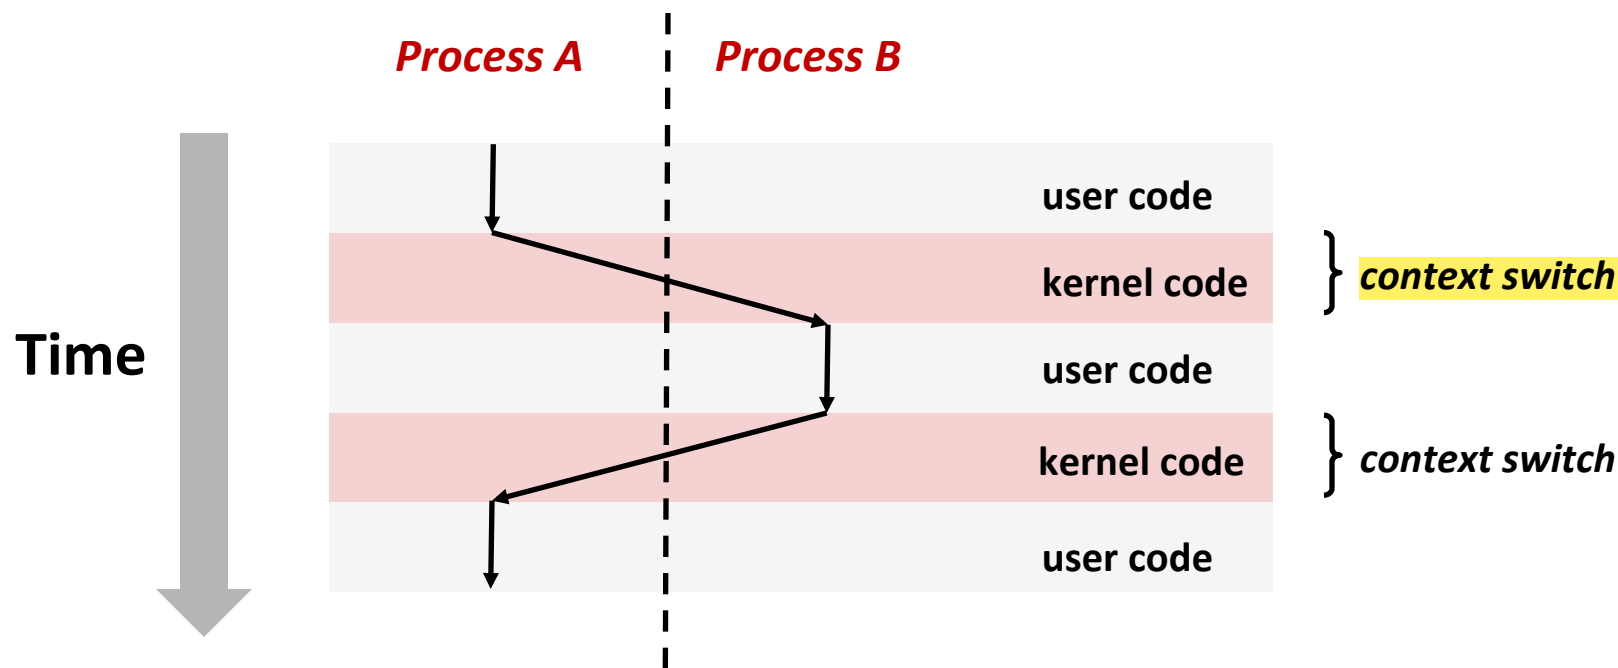 Process A
Process B
user code
kernel code
context switch
Time
user code
kernel code
context switch
user code